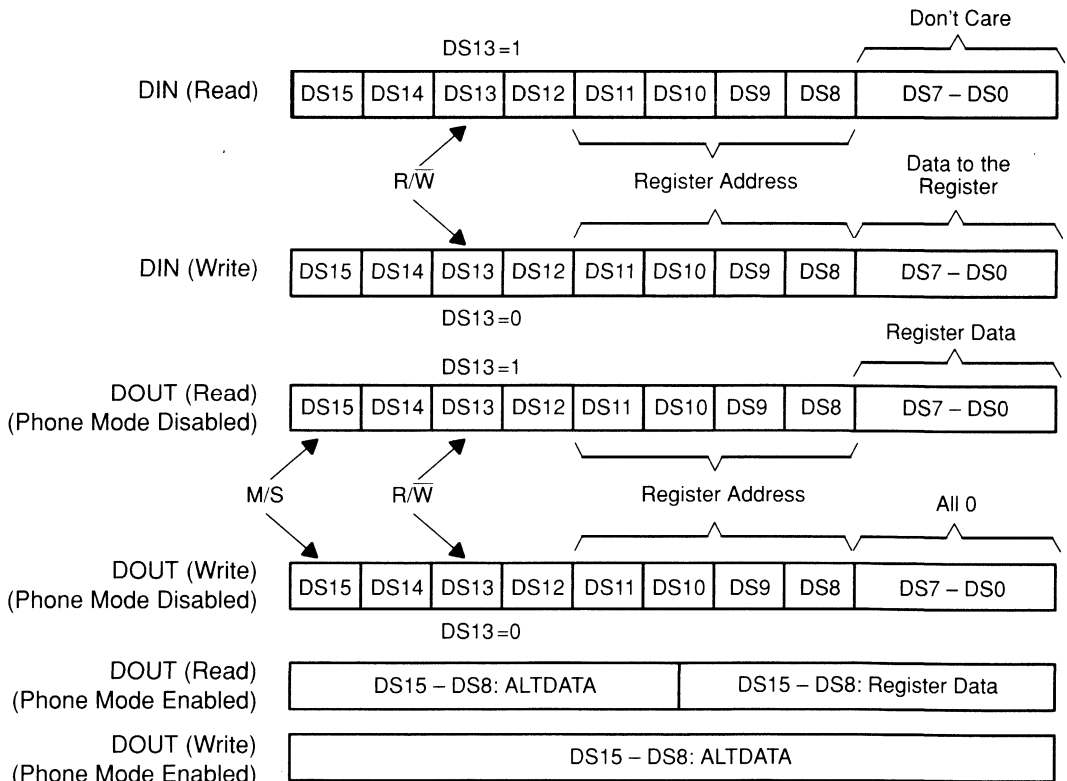 Don't Care
DS13=1
DIN (Read) DS15 DS14 DS13 DS12 DS11 DS10 DS9 DS8 DS7 – DS0
R/W̅ Register Address Data to the
Register
DIN (Write) DS15 DS14 DS13 DS12 DS11 DS10 DS9 DS8 DS7 – DS0
DS13=0
Register Data
DS13=1
DOUT (Read)
(Phone Mode Disabled) DS15 DS14 DS13 DS12 DS11 DS10 DS9 DS8 DS7 – DS0
M/S R/W̅ Register Address All 0
DOUT (Write)
(Phone Mode Disabled) DS15 DS14 DS13 DS12 DS11 DS10 DS9 DS8 DS7 – DS0
DS13=0
DOUT (Read)
(Phone Mode Enabled) DS15 – DS8: ALTDATA DS15 – DS8: Register Data
DOUT (Write)
(Phone Mode Enabled) DS15 – DS8: ALTDATA